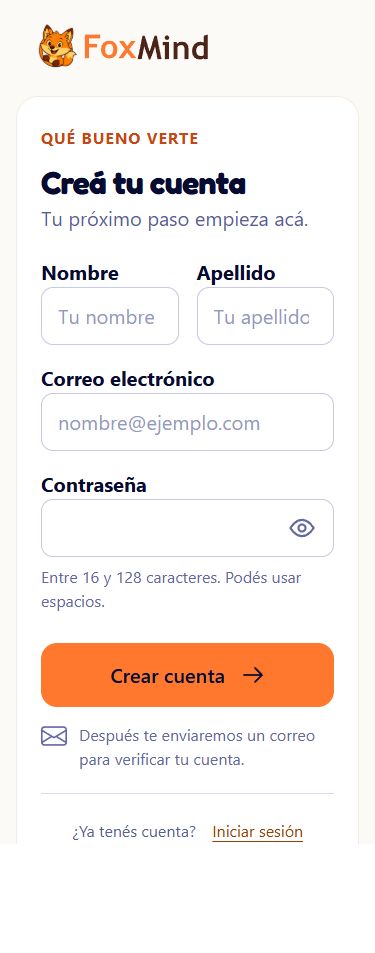 FoxMind
QUÉ BUENO VERTE
Creá tu cuenta
Tu próximo paso empieza acá.
Nombre Apellido
Tu nombre Tu apellido
Correo electrónico
nombre@ejemplo.com
Contraseña
Entre 16 y 128 caracteres. Podés usar
espacios.
Crear cuenta →
Después te enviaremos un correo
para verificar tu cuenta.
¿Ya tenés cuenta? Iniciar sesión